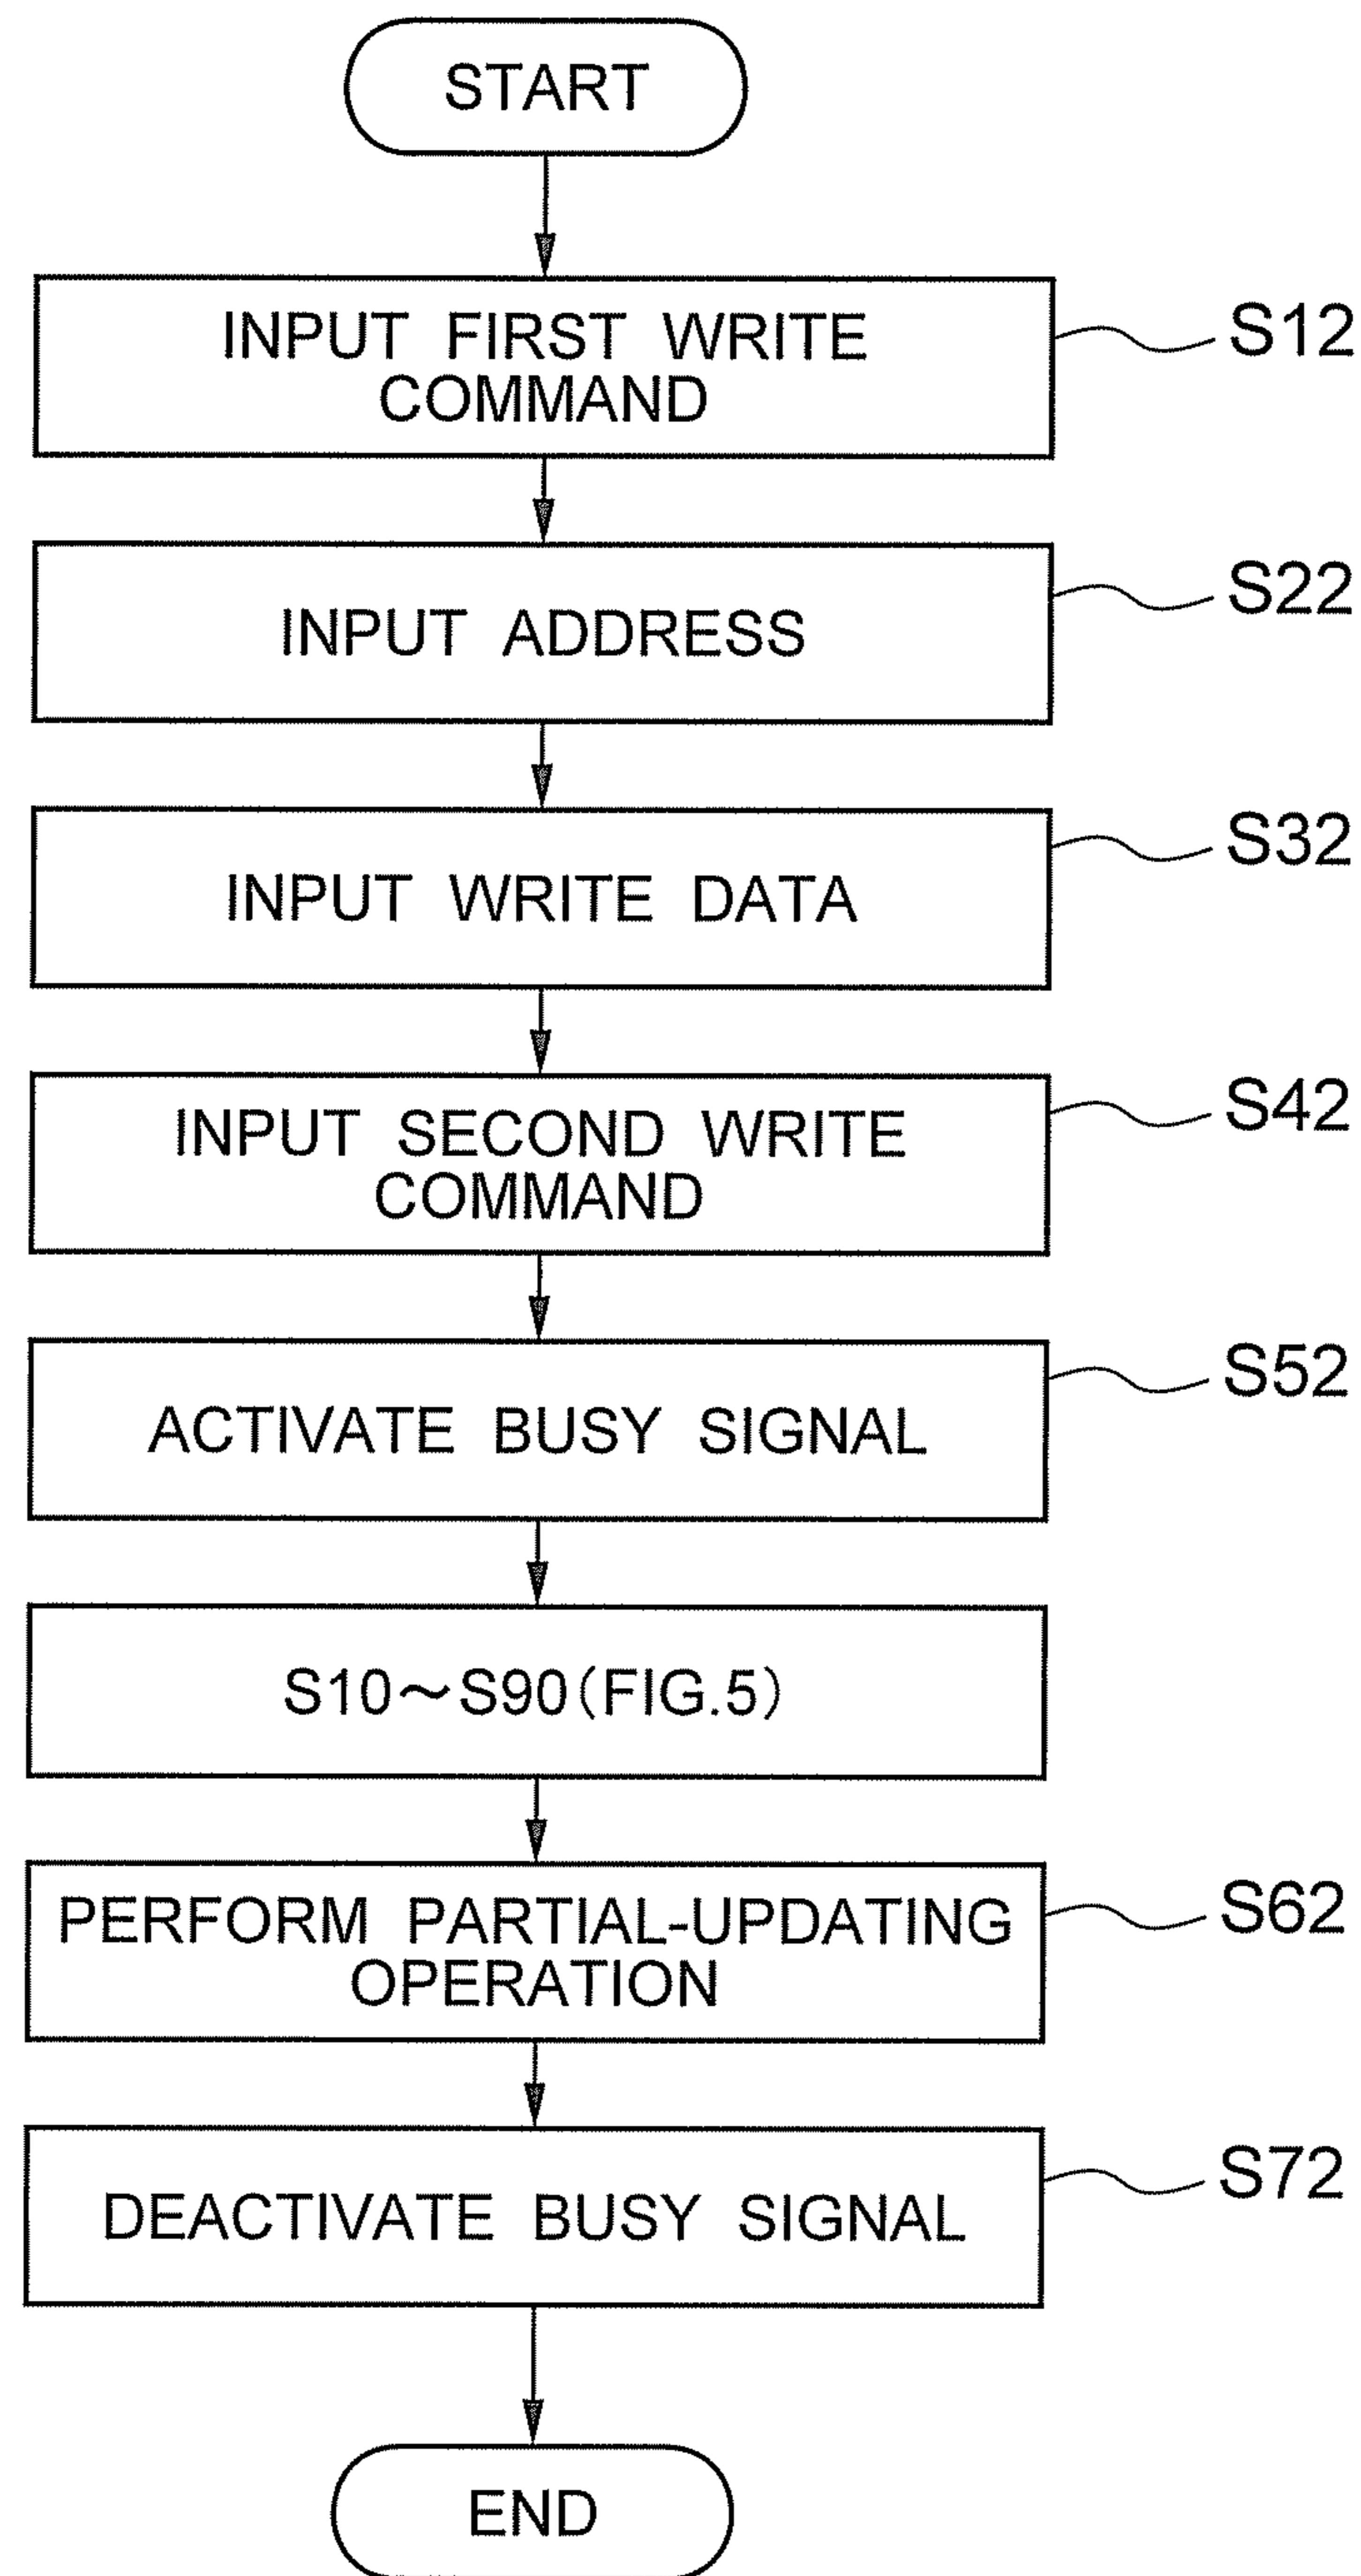 START
INPUT FIRST WRITE
COMMAND
S12
INPUT ADDRESS
S22
INPUT WRITE DATA
S32
INPUT SECOND WRITE
COMMAND
S42
ACTIVATE BUSY SIGNAL
S52
S10～S90(FIG.5)
PERFORM PARTIAL-UPDATING
OPERATION
S62
DEACTIVATE BUSY SIGNAL
S72
END